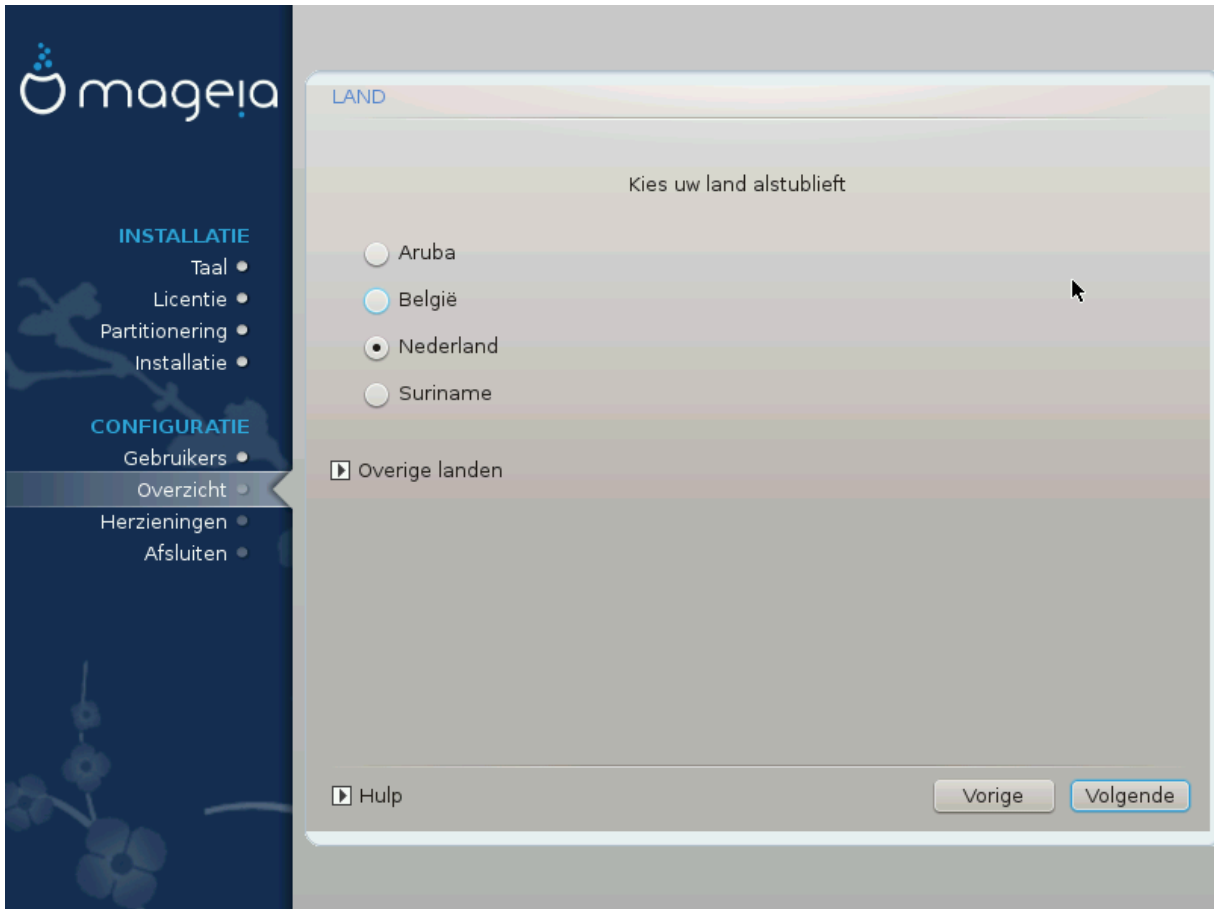 mageia
INSTALLATIE
Taal
Licentie
Partitionering
Installatie
CONFIGURATIE
Gebruikers
Overzicht
Herzieningen
Afsluiten
LAND
Kies uw land alstublieft
Aruba
België
Nederland
Suriname
Overige landen
Hulp
Vorige
Volgende